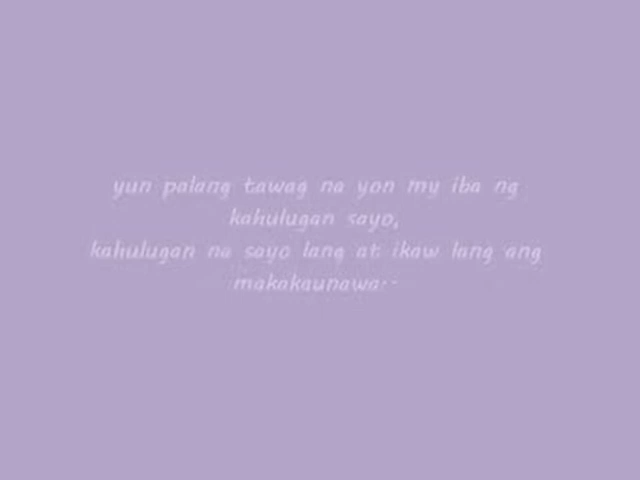 yun palang tawag na yon my iba ng
kahulugan sayo,
kahulugan na sayo lang at ikaw lang ang
makakaunawa..